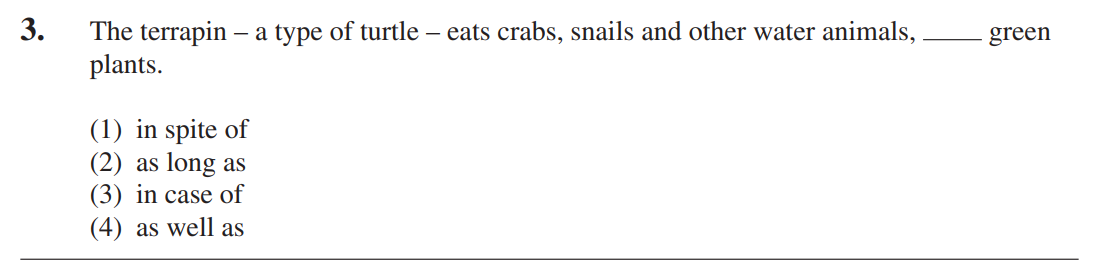 3. The terrapin – a type of turtle – eats crabs, snails and other water animals, ____ green
plants.
(1) in spite of
(2) as long as
(3) in case of
(4) as well as